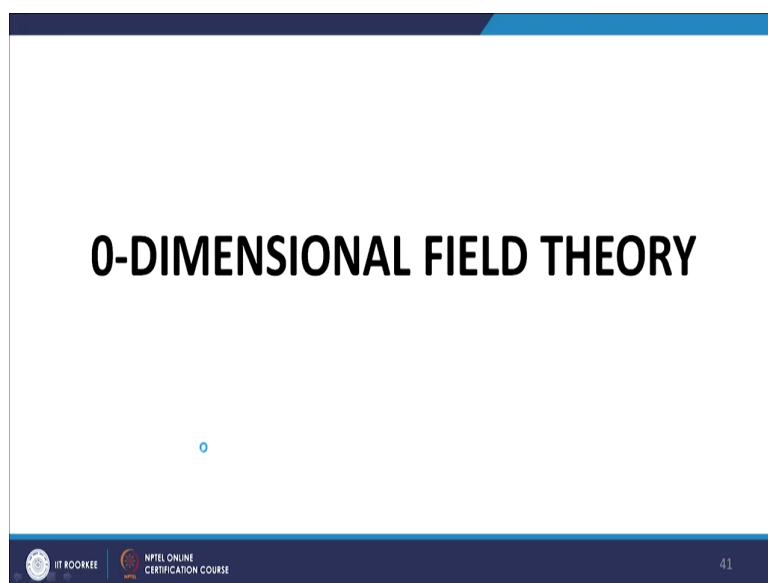 0-DIMENSIONAL FIELD THEORY
IIT ROORKEE
NPTEL ONLINE
CERTIFICATION COURSE
41